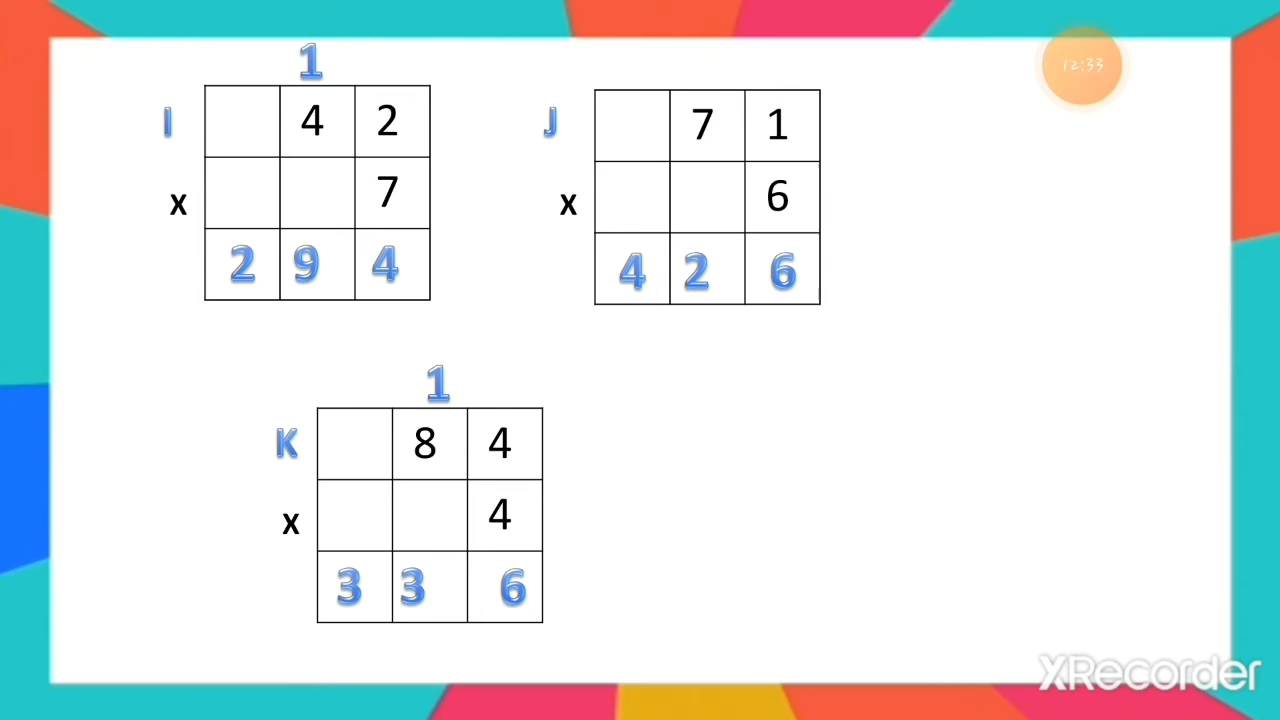 1
I 4 2
x 7
2 9 4
J 7 1
x 6
4 2 6
1
K 8 4
x 4
3 3 6
12:33
XRecorder